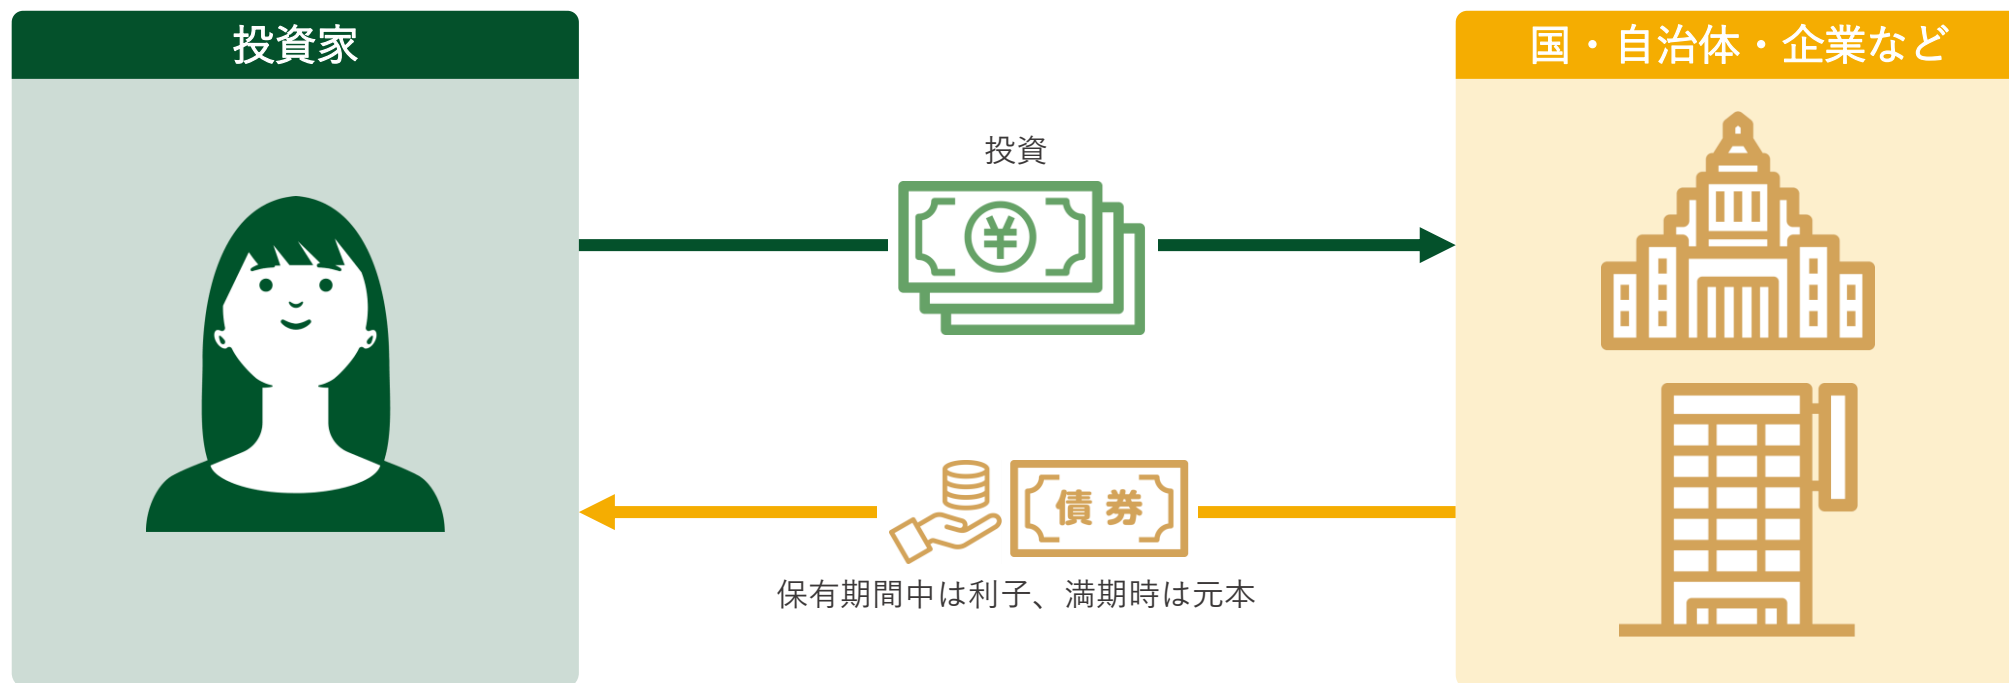 投資家
国・自治体・企業など
投資
¥
債券
保有期間中は利子、満期時は元本